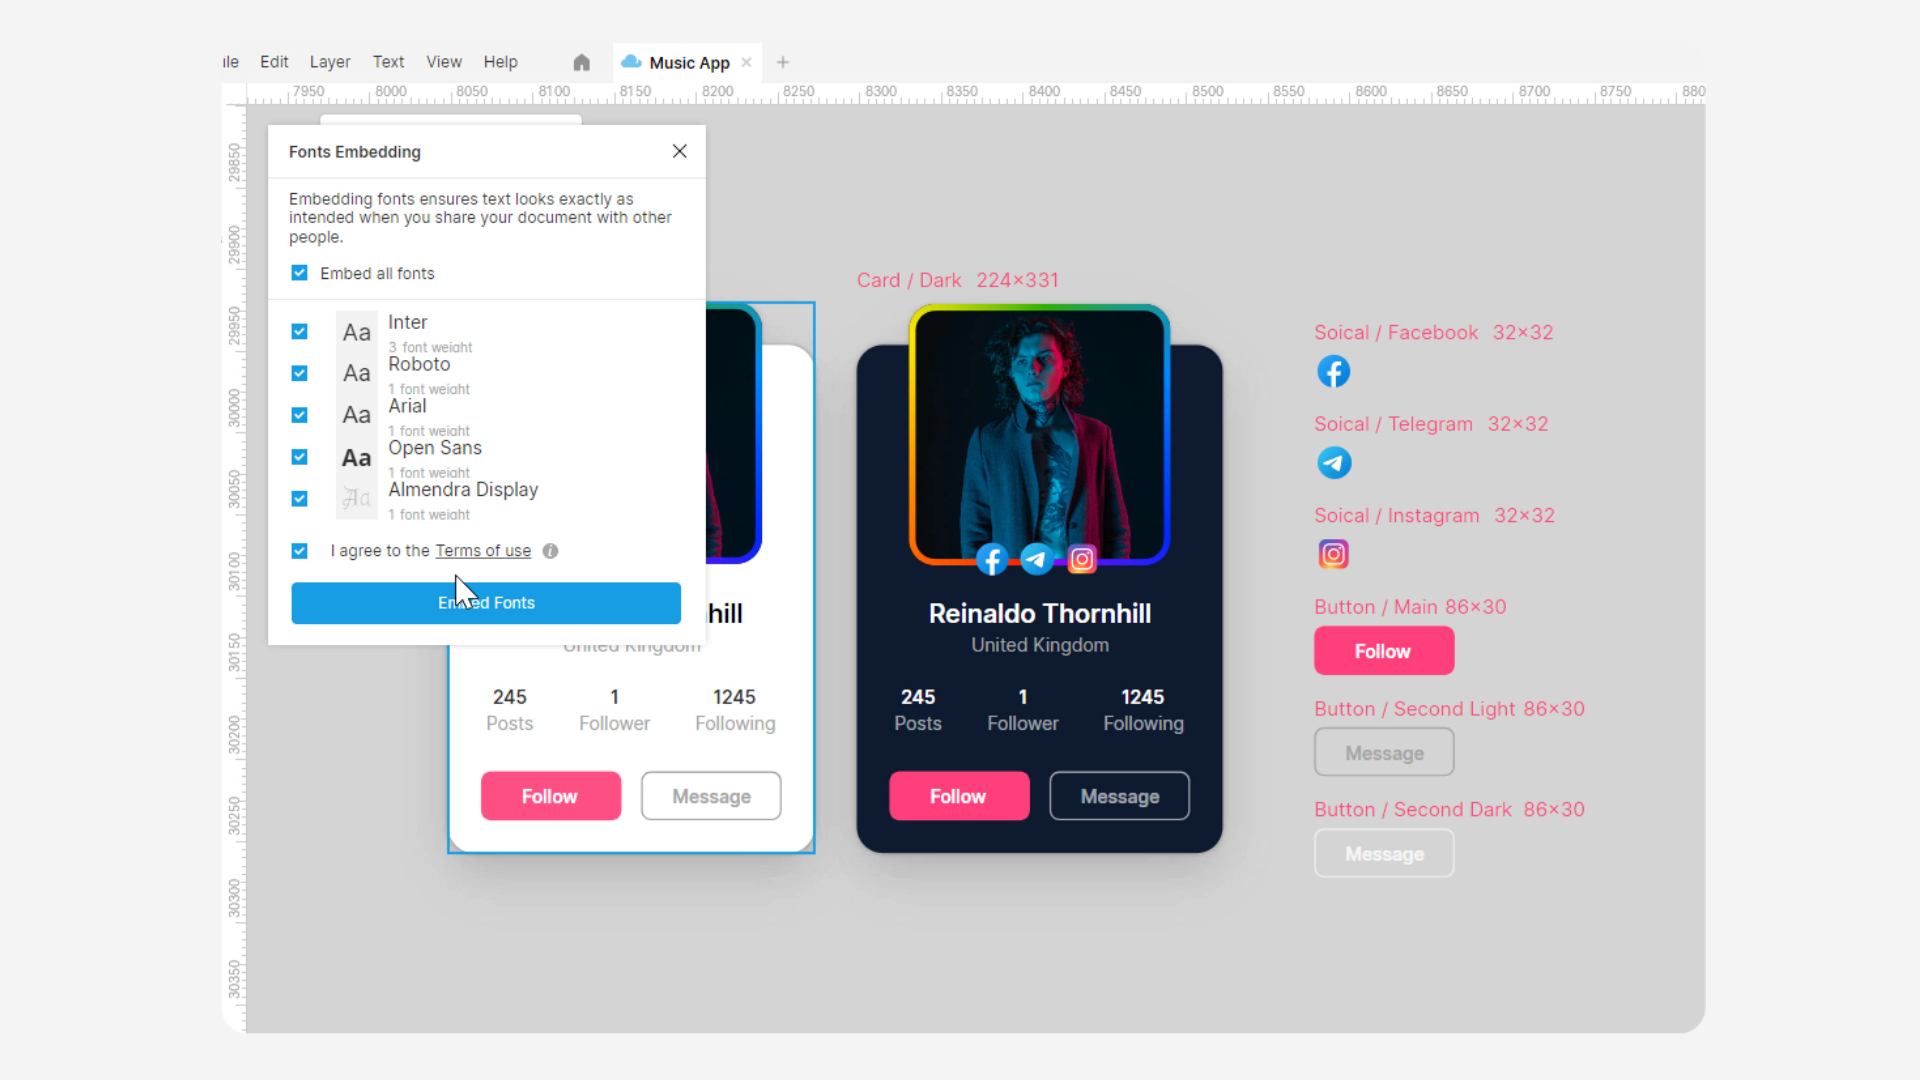 ile Edit Layer Text View Help Music App
7950 8000 8050 8100 8150 8200 8250 8300 8350 8400 8450 8500 8550 8600 8650 8700 8750 880
29850
29900
29950
30000
30050
30100
30150
30200
30250
30300
30350
Fonts Embedding
Embedding fonts ensures text looks exactly as
intended when you share your document with other
people.
Embed all fonts
Aa Inter
3 font weight
Aa Roboto
1 font weight
Aa Arial
1 font weight
Aa Open Sans
1 font weight
Aa Almendra Display
1 font weight
I agree to the Terms of use
Embed Fonts
hill
United Kingdom
245 1 1245
Posts Follower Following
Follow Message
Card / Dark 224×331
Reinaldo Thornhill
United Kingdom
245 1 1245
Posts Follower Following
Follow Message
Soical / Facebook 32×32
Soical / Telegram 32×32
Soical / Instagram 32×32
Button / Main 86×30
Follow
Button / Second Light 86×30
Message
Button / Second Dark 86×30
Message